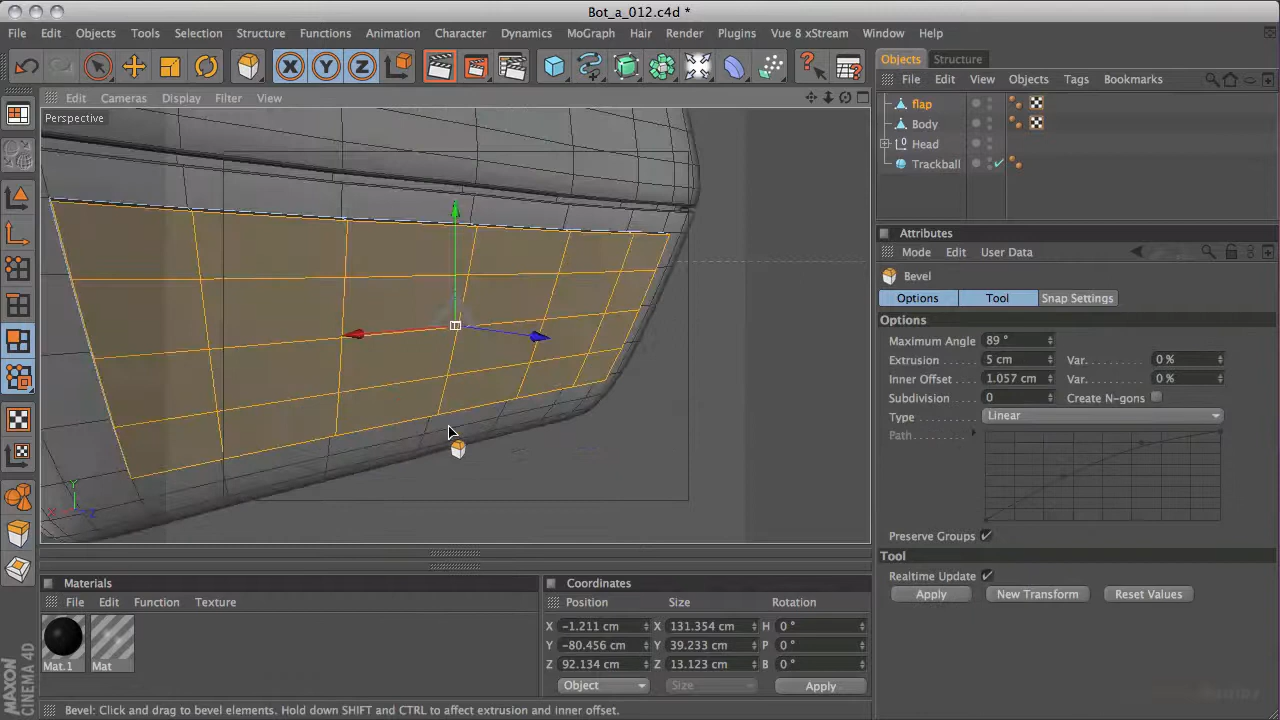 Bot_a_012.c4d *
File Edit Objects Tools Selection Structure Functions Animation Character Dynamics MoGraph Hair Render Plugins Vue 8 xStream Window Help
X Y Z
Objects Structure
File Edit View Objects Tags Bookmarks
flap
Body
Head
Trackball
Edit Cameras Display Filter View
Perspective
Y
X Z
Attributes
Mode Edit User Data
Bevel
Options Tool Snap Settings
Options
Maximum Angle 89 °
Extrusion 5 cm Var. 0 %
Inner Offset 1.057 cm Var. 0 %
Subdivision 0 Create N-gons
Type Linear
Path
Preserve Groups
Tool
Realtime Update
Apply New Transform Reset Values
Materials
File Edit Function Texture
Mat.1 Mat
Coordinates
Position Size Rotation
X -1.211 cm X 131.354 cm H 0 °
Y -80.456 cm Y 39.233 cm P 0 °
Z 92.134 cm Z 13.123 cm B 0 °
Object Size Apply
MAXON
CINEMA 4D
Bevel: Click and drag to bevel elements. Hold down SHIFT and CTRL to affect extrusion and inner offset.